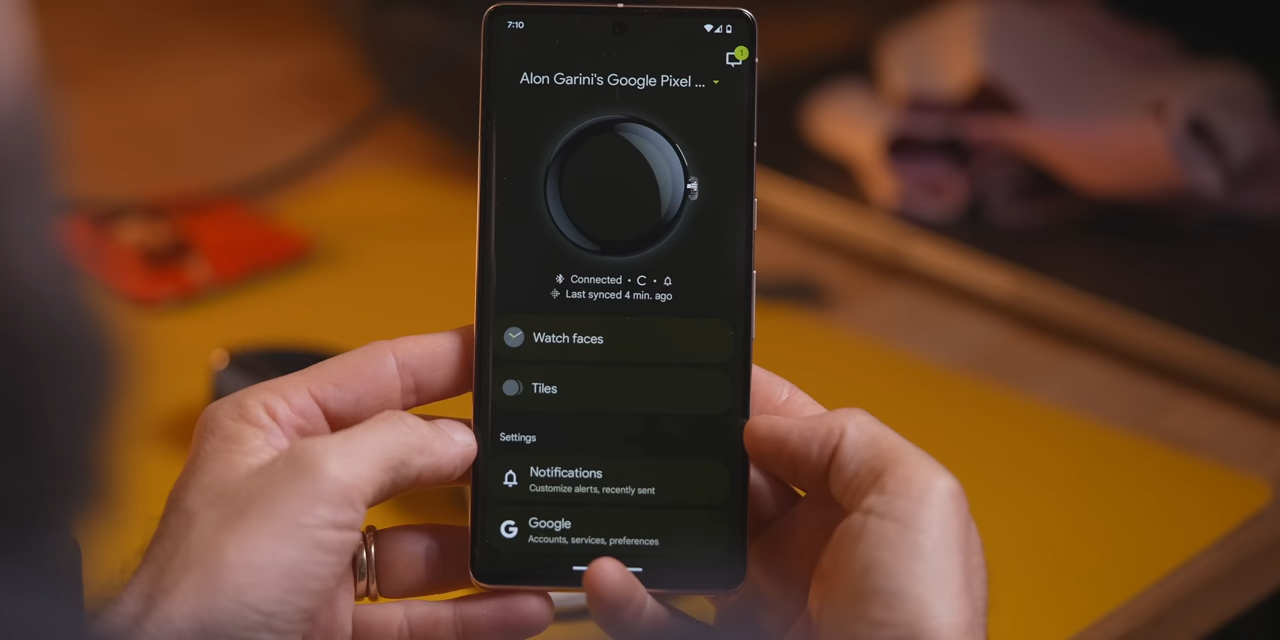 7:10
1
Alon Garini's Google Pixel ...
Connected
Last synced 4 min. ago
Watch faces
Tiles
Settings
Notifications
Customize alerts, recently sent
Google
Accounts, services, preferences